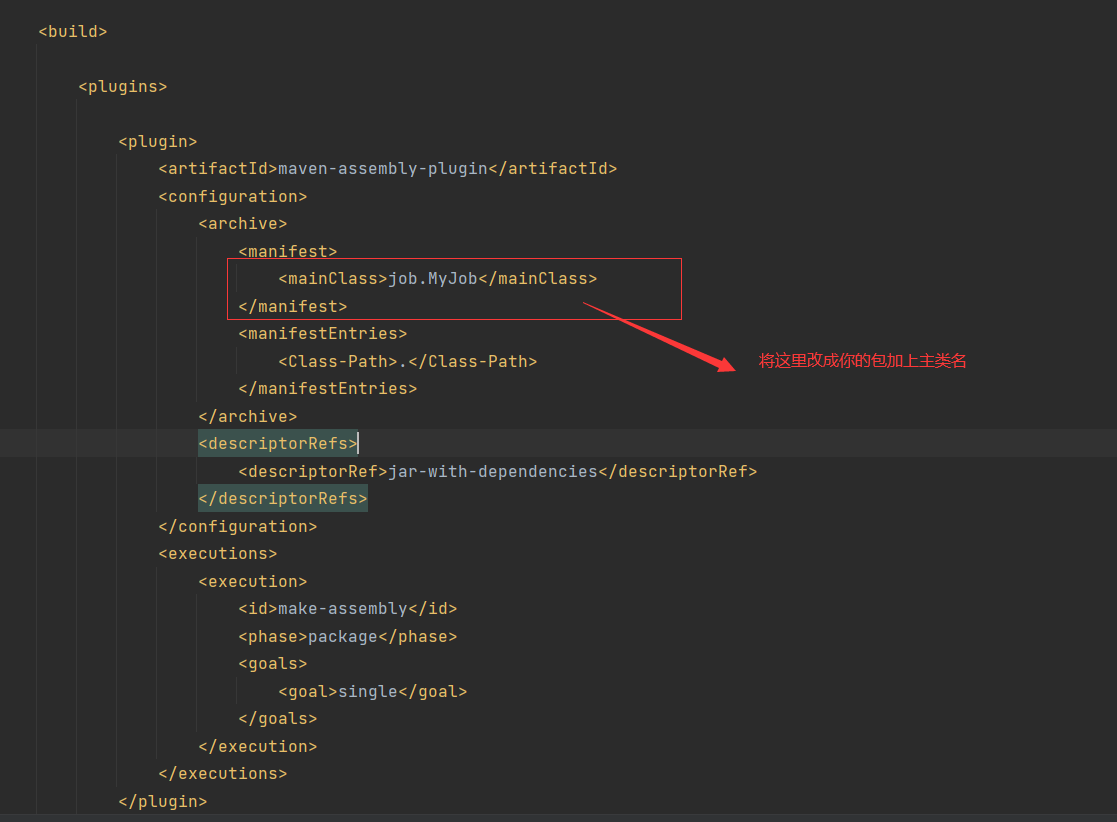 <build>
<plugins>
<plugin>
<artifactId>maven-assembly-plugin</artifactId>
<configuration>
<archive>
<manifest>
<mainClass>job.MyJob</mainClass>
</manifest>
<manifestEntries>
<Class-Path>.</Class-Path>
将这里改成你的包加上主类名
</manifestEntries>
</archive>
<descriptorRefs>
<descriptorRef>jar-with-dependencies</descriptorRef>
</descriptorRefs>
</configuration>
<executions>
<execution>
<id>make-assembly</id>
<phase>package</phase>
<goals>
<goal>single</goal>
</goals>
</execution>
</executions>
</plugin>